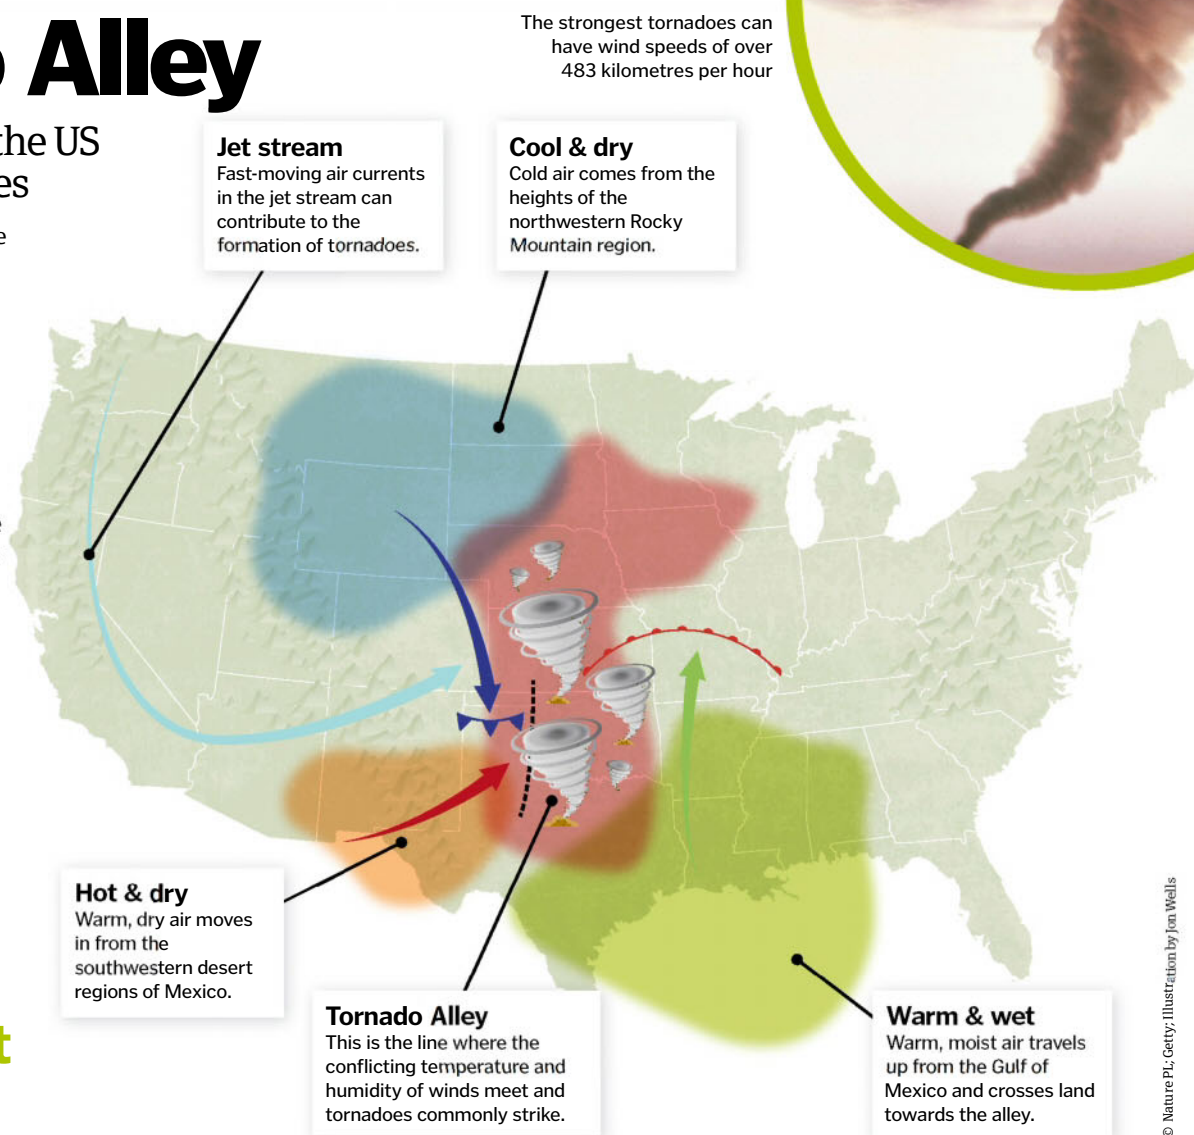 Alley
the US
es
e
The strongest tornadoes can
have wind speeds of over
483 kilometres per hour
Jet stream
Fast-moving air currents
in the jet stream can
contribute to the
formation of tornadoes.
Cool & dry
Cold air comes from the
heights of the
northwestern Rocky
Mountain region.
Hot & dry
Warm, dry air moves
in from the
southwestern desert
regions of Mexico.
Tornado Alley
This is the line where the
conflicting temperature and
humidity of winds meet and
tornadoes commonly strike.
Warm & wet
Warm, moist air travels
up from the Gulf of
Mexico and crosses land
towards the alley.
t
© Nature PL; Getty; Illustration by Jon Wells